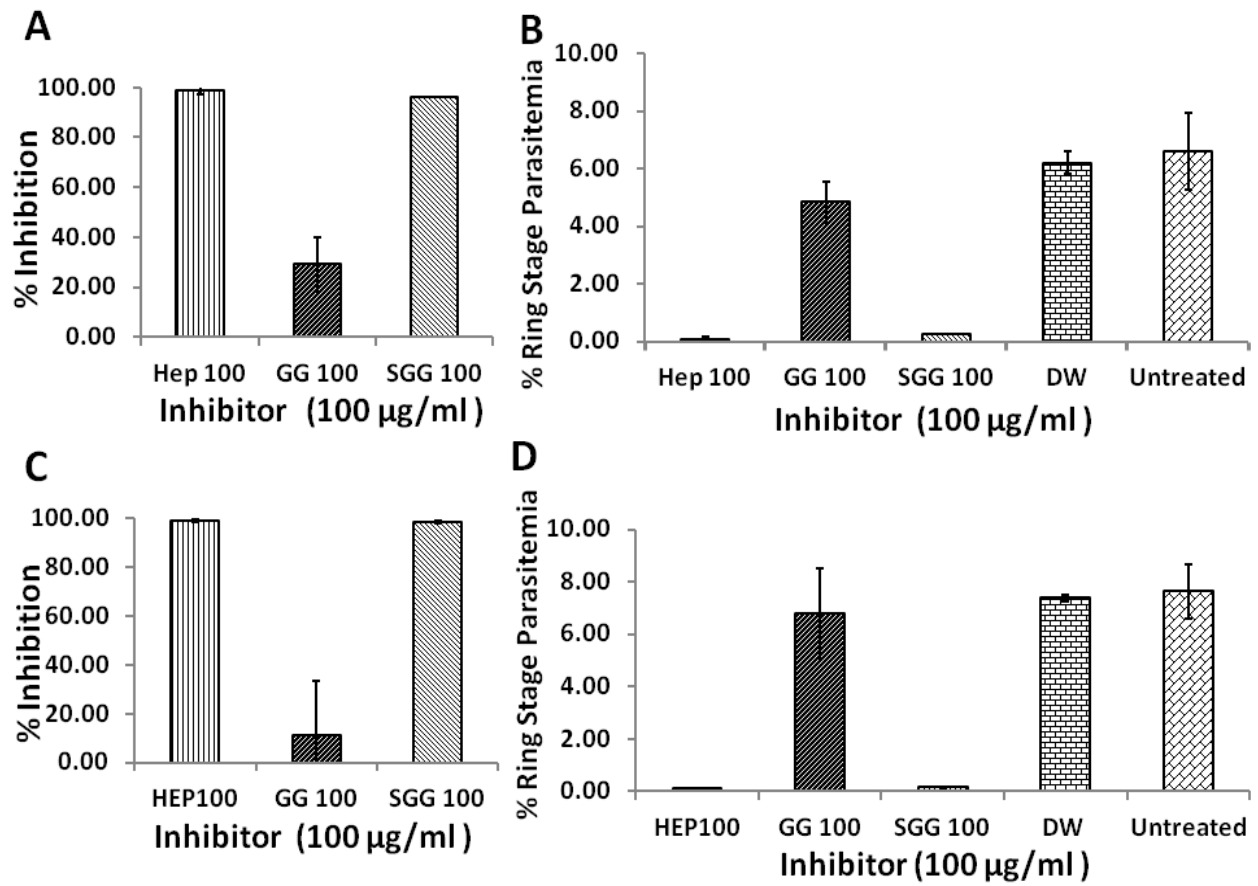 A
% Inhibition
100.00
80.00
60.00
40.00
20.00
0.00
Hep 100 GG 100 SGG 100
Inhibitor (100 µg/ml )
B
% Ring Stage Parasitemia
10.00
8.00
6.00
4.00
2.00
0.00
Hep 100 GG 100 SGG 100 DW Untreated
Inhibitor (100 µg/ml )
C
% Inhibition
100.00
80.00
60.00
40.00
20.00
0.00
HEP100 GG 100 SGG 100
Inhibitor (100 µg/ml )
D
% Ring Stage Parasitemia
10.00
8.00
6.00
4.00
2.00
0.00
HEP100 GG 100 SGG 100 DW Untreated
Inhibitor (100 µg/ml )